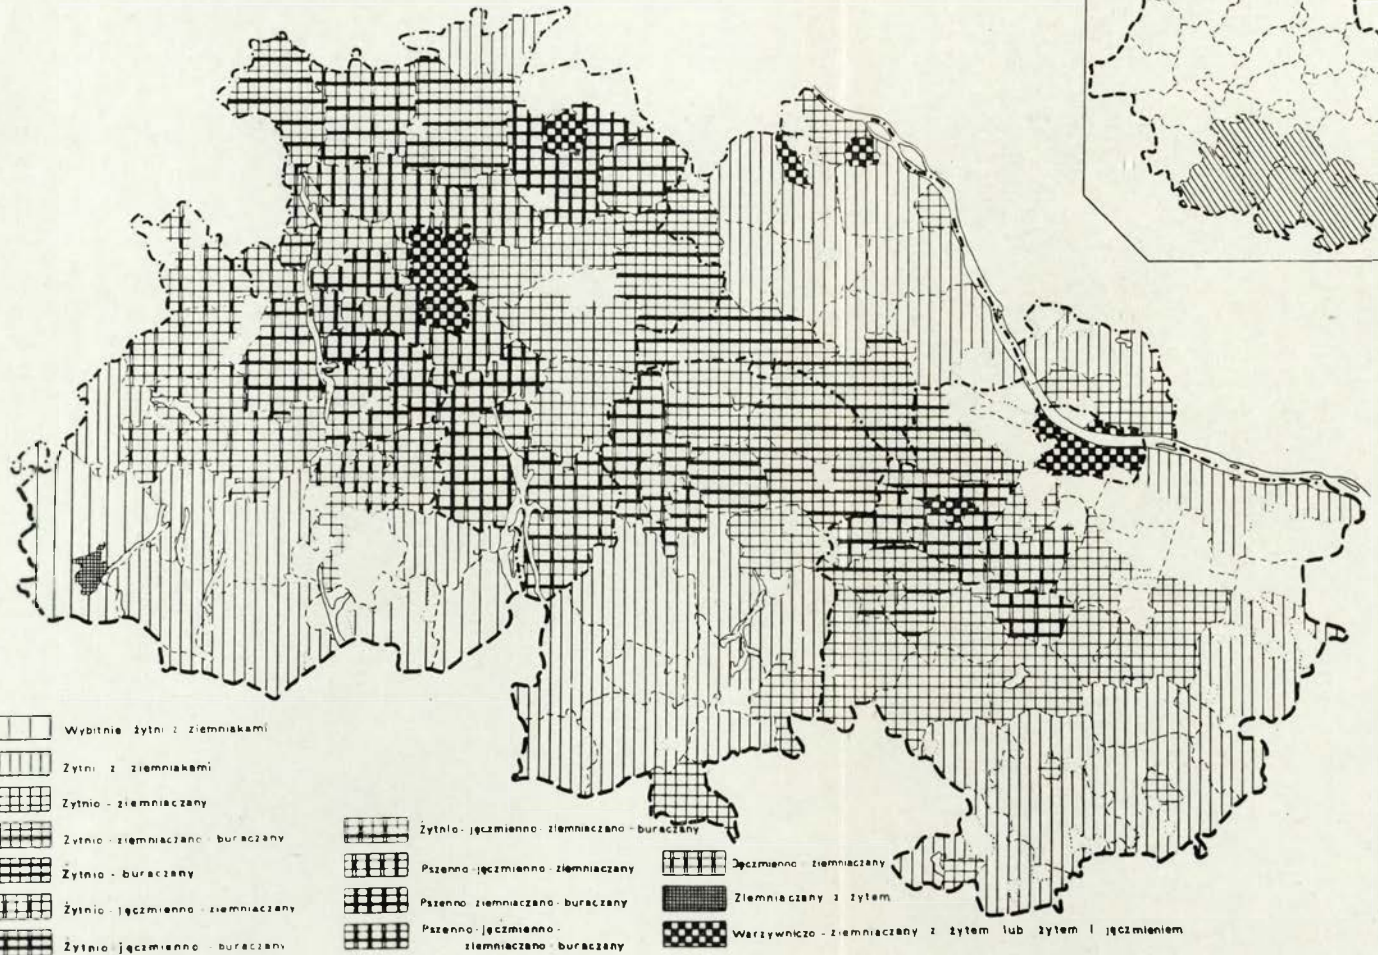 Wybitnie żytni z ziemniakami
Żytni z ziemniakami
Żytnio - ziemniaczany
Żytnio - ziemniaczano - buraczany
Żytnio - buraczany
Żytnio - jęczmienno - ziemniaczany
Żytnio jęczmienno - buraczany
Żytnio - jęczmienno - ziemniaczano - buraczany
Pszenno - jęczmienno - ziemniaczany
Pszenno ziemniaczano - buraczany
Pszenno - jęczmienno -
ziemniaczano - buraczany
Jęczmienno - ziemniaczany
Ziemniaczany z żytem
Warzywniczo - ziemniaczany z żytem lub żytem i jęczmieniem